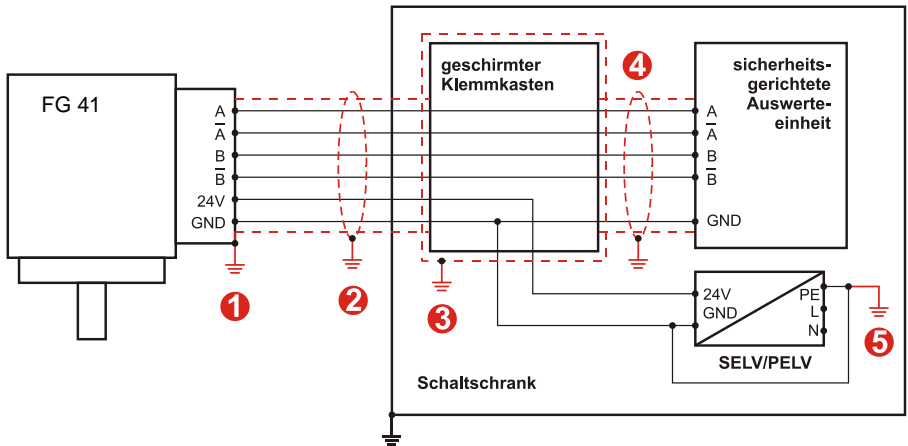 FG 41
A
A̅
B
B̅
24V
GND
1
2
geschirmter
Klemmkasten
3
4
sicherheits-
gerichtete
Auswerte-
einheit
A
A̅
B
B̅
GND
24V
GND
PE
L
N
SELV/PELV
5
Schaltschrank